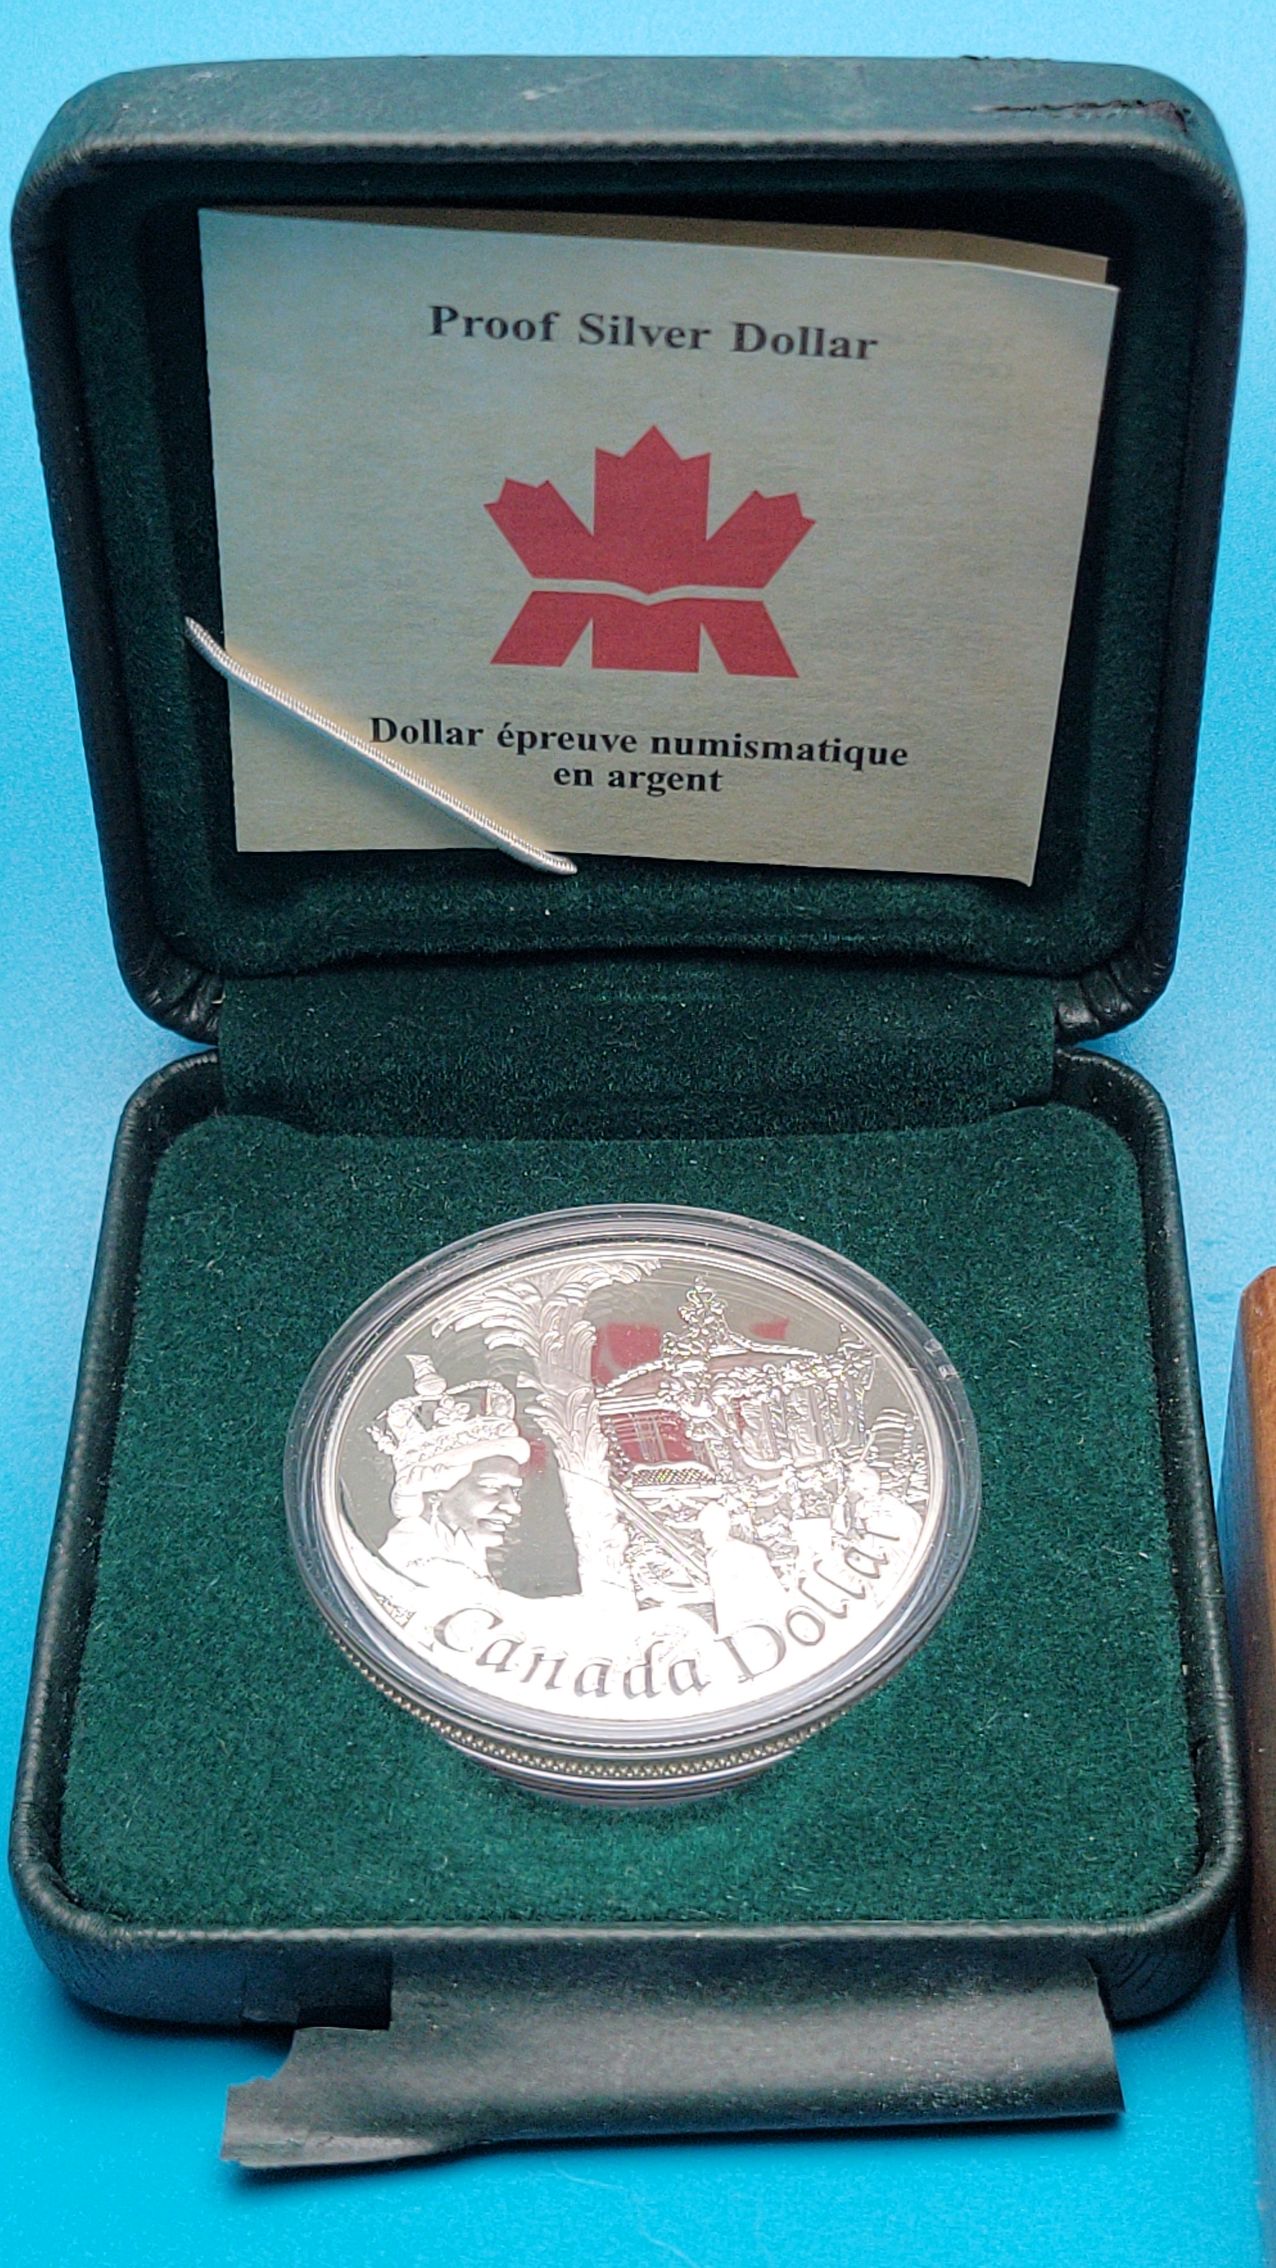 Proof Silver Dollar
Dollar épreuve numismatique
en argent
Canada Dollar